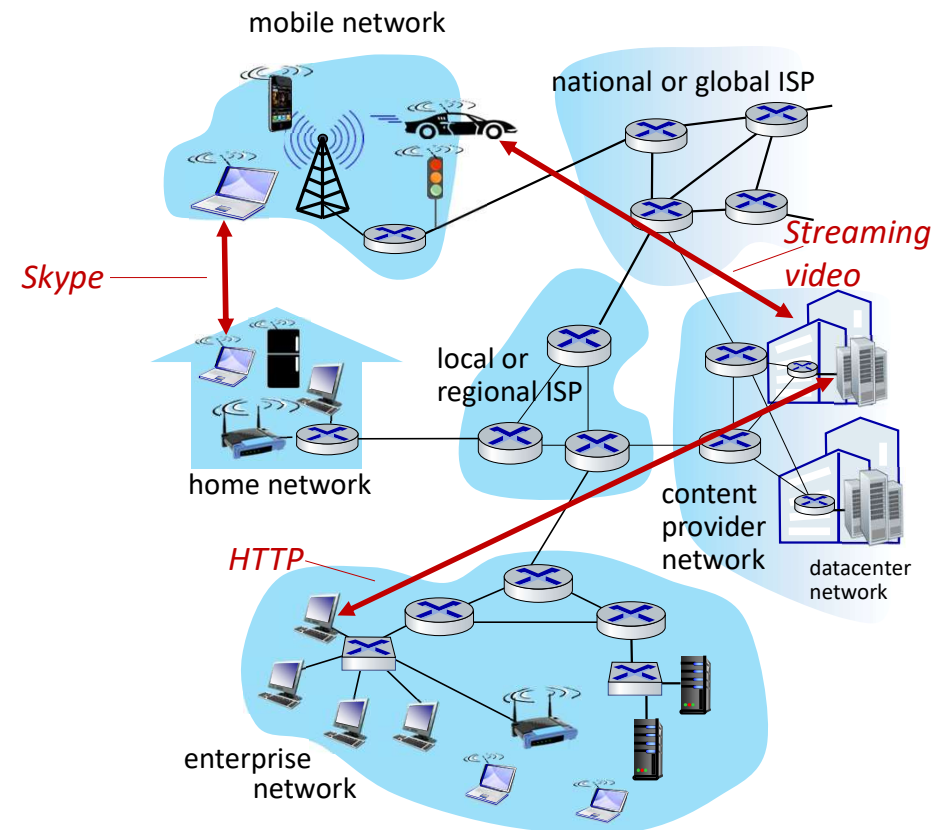 mobile network
national or global ISP
Streaming
video
Skype
local or
regional ISP
home network
content
provider
network
datacenter
network
HTTP
enterprise
network